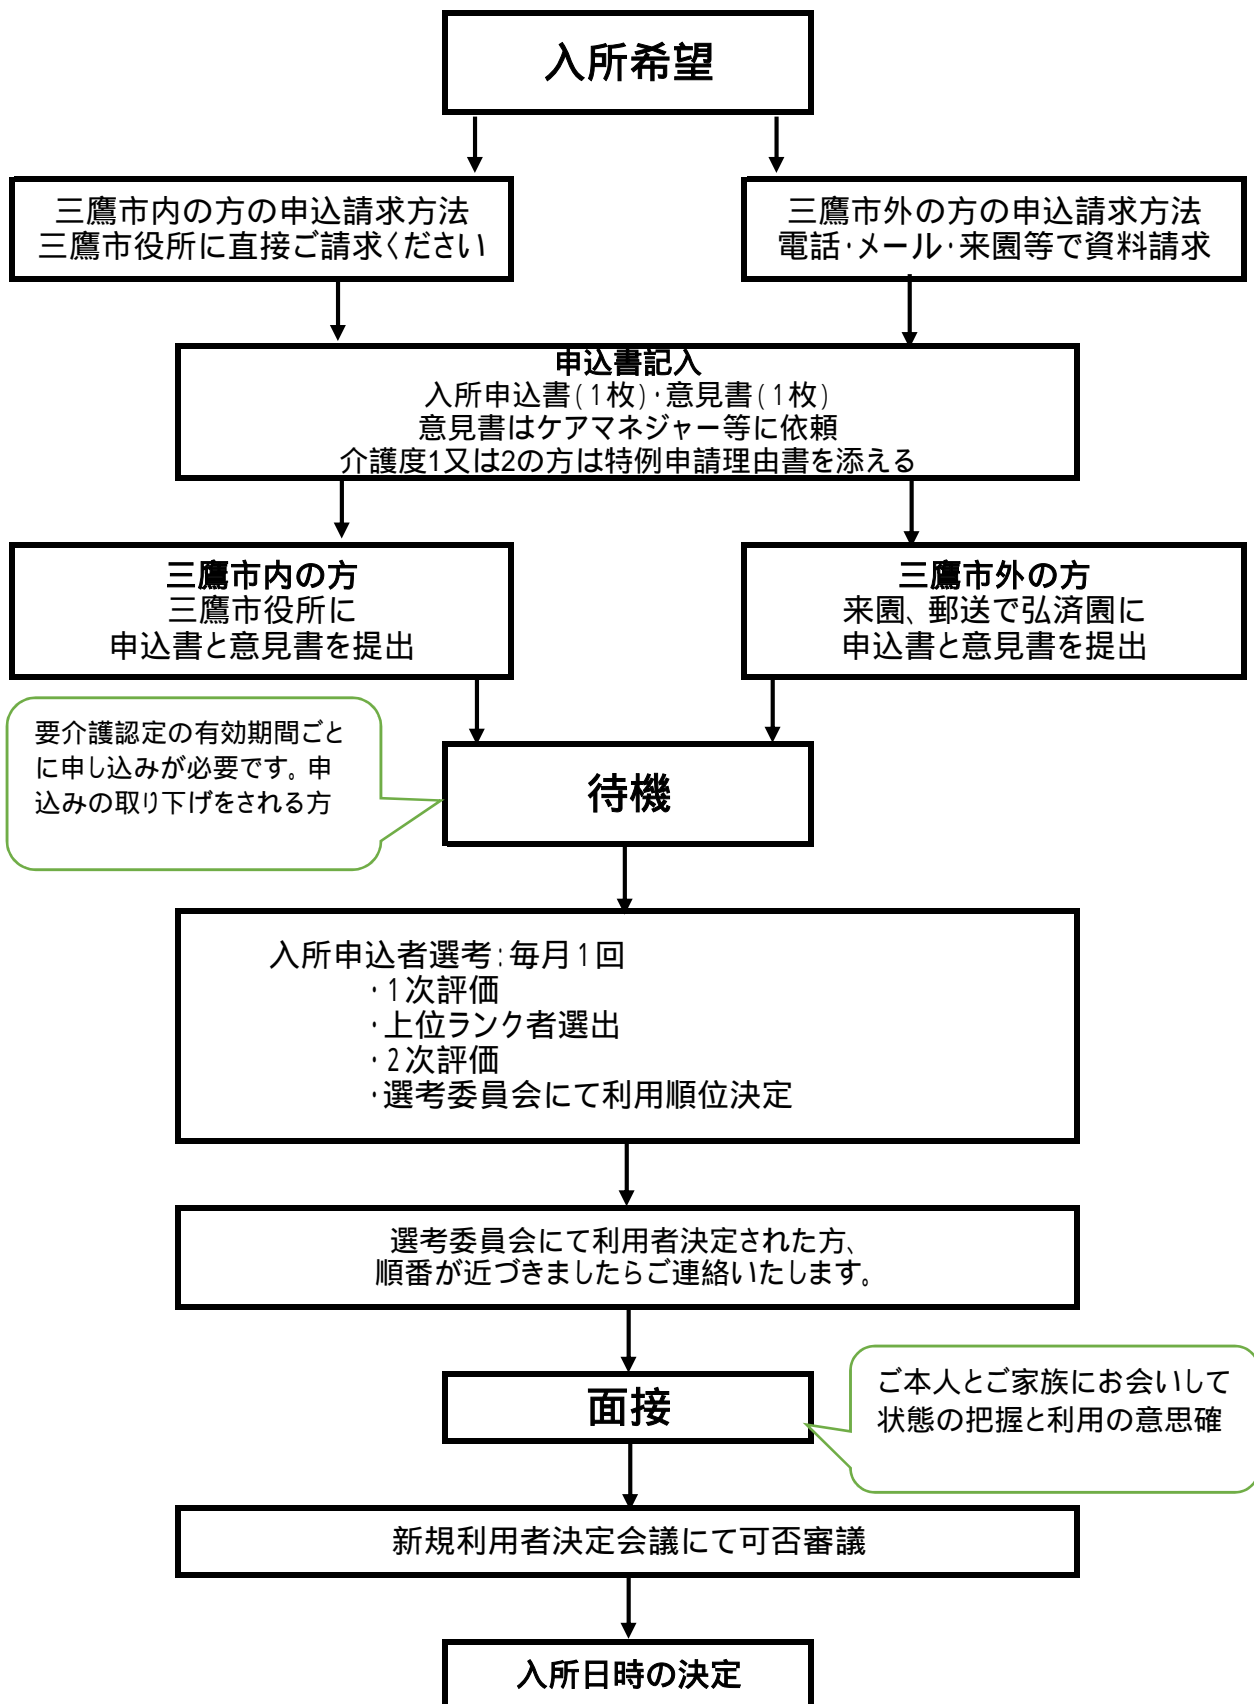 入所希望
三鷹市内の方の申込請求方法
三鷹市役所に直接ご請求ください
三鷹市外の方の申込請求方法
電話・メール・来園等で資料請求
申込書記入
入所申込書(1枚)・意見書(1枚)
意見書はケアマネジャー等に依頼
介護度1又は2の方は特例申請理由書を添える
三鷹市内の方
三鷹市役所に
申込書と意見書を提出
三鷹市外の方
来園、郵送で弘済園に
申込書と意見書を提出
要介護認定の有効期間ごと
に申し込みが必要です。申
込みの取り下げをされる方
待機
入所申込者選考:毎月1回
・1次評価
・上位ランク者選出
・2次評価
・選考委員会にて利用順位決定
選考委員会にて利用者決定された方、
順番が近づきましたらご連絡いたします。
面接
ご本人とご家族にお会いして
状態の把握と利用の意思確
新規利用者決定会議にて可否審議
入所日時の決定